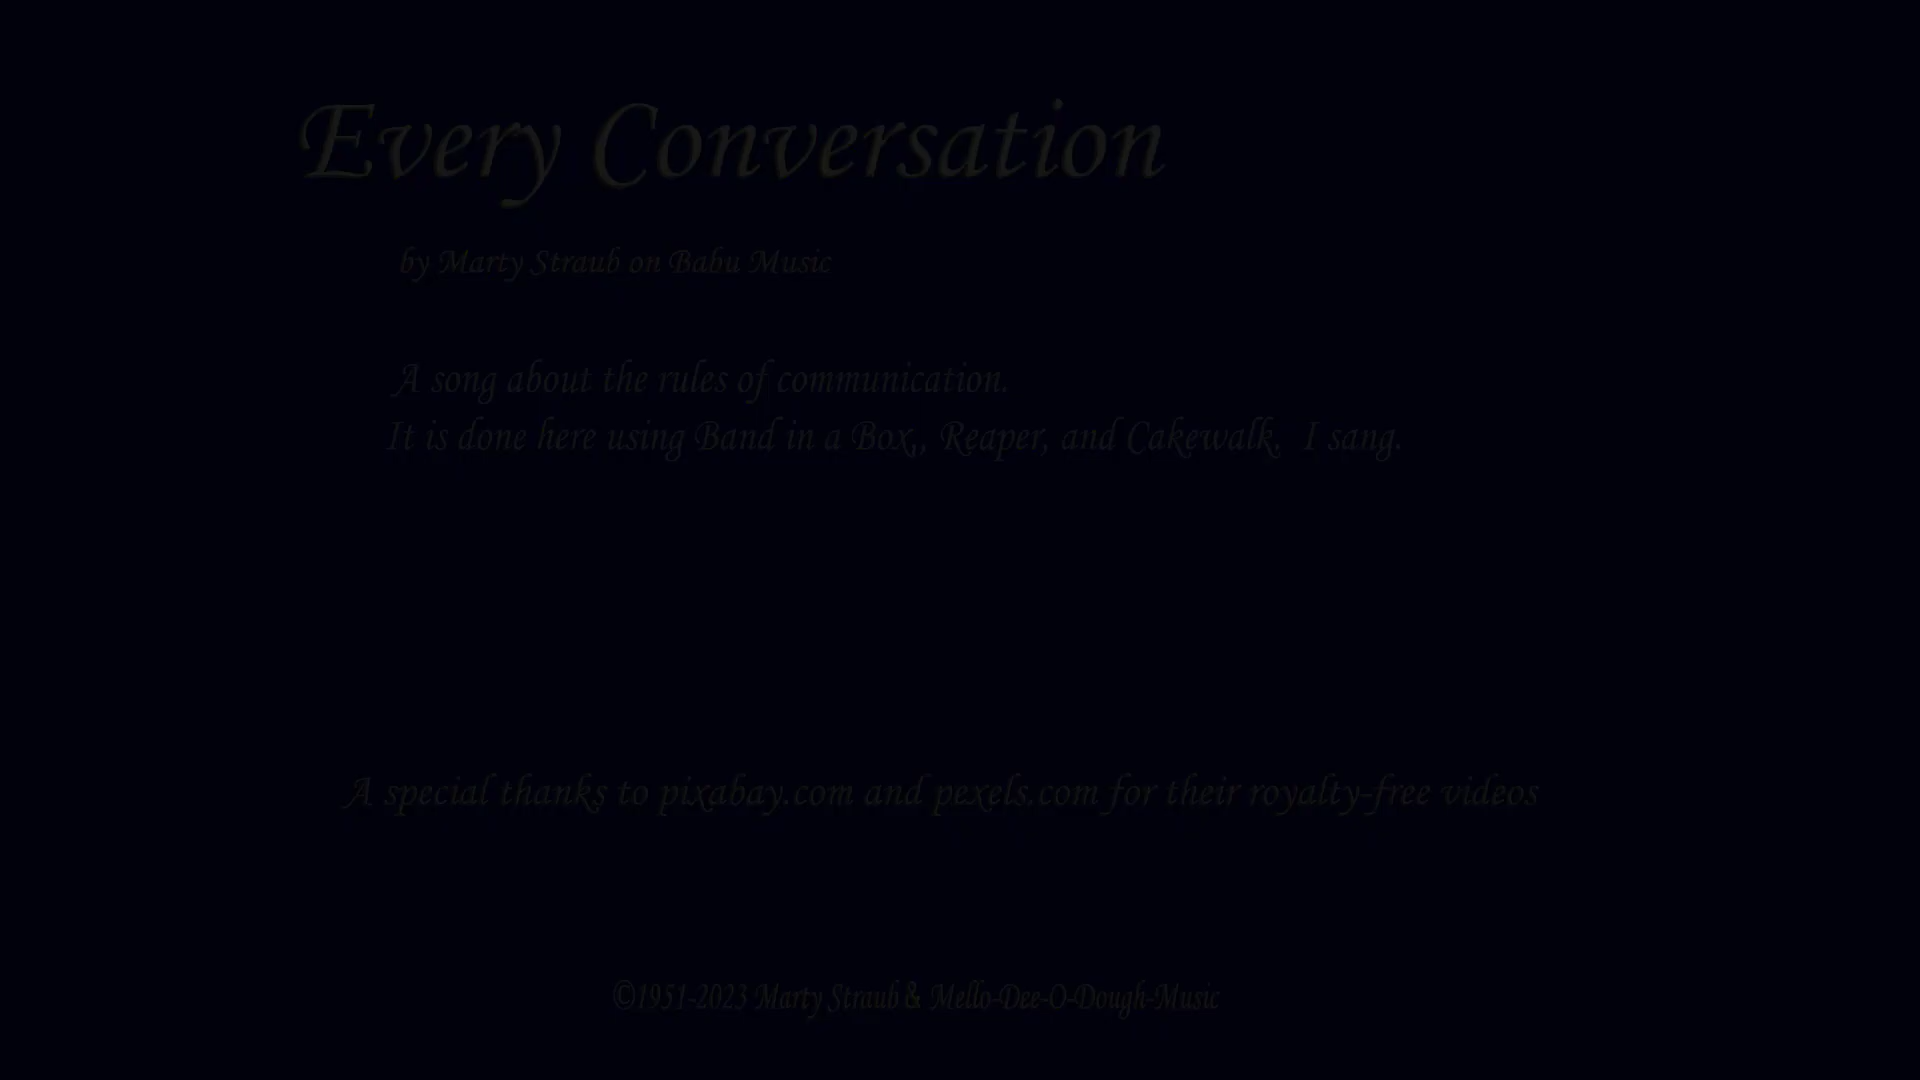 Every Conversation
by Marty Straub on Babu Music
A song about the rules of communication.
It is done here using Band in a Box,, Reaper, and Cakewalk.  I sang.
A special thanks to pixabay.com and pexels.com for their royalty-free videos
©1951-2023 Marty Straub & Mello-Dee-O-Dough-Music